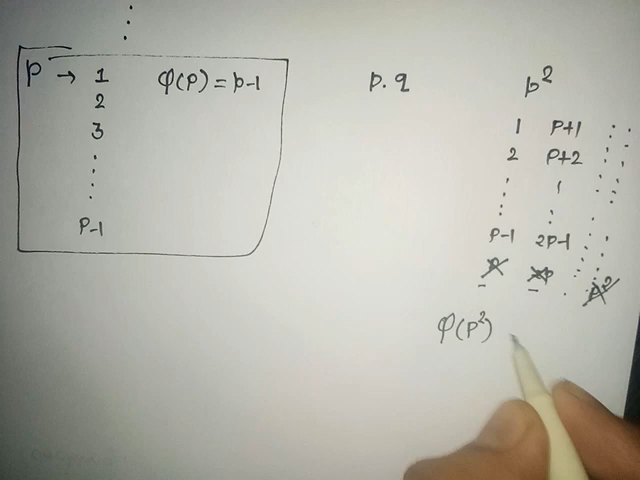 p → 1 φ(p) = p-1
2
3
p-1
p.q
p²
1 p+1
2 p+2
p-1 2p-1
p 2p p²
φ(p²)